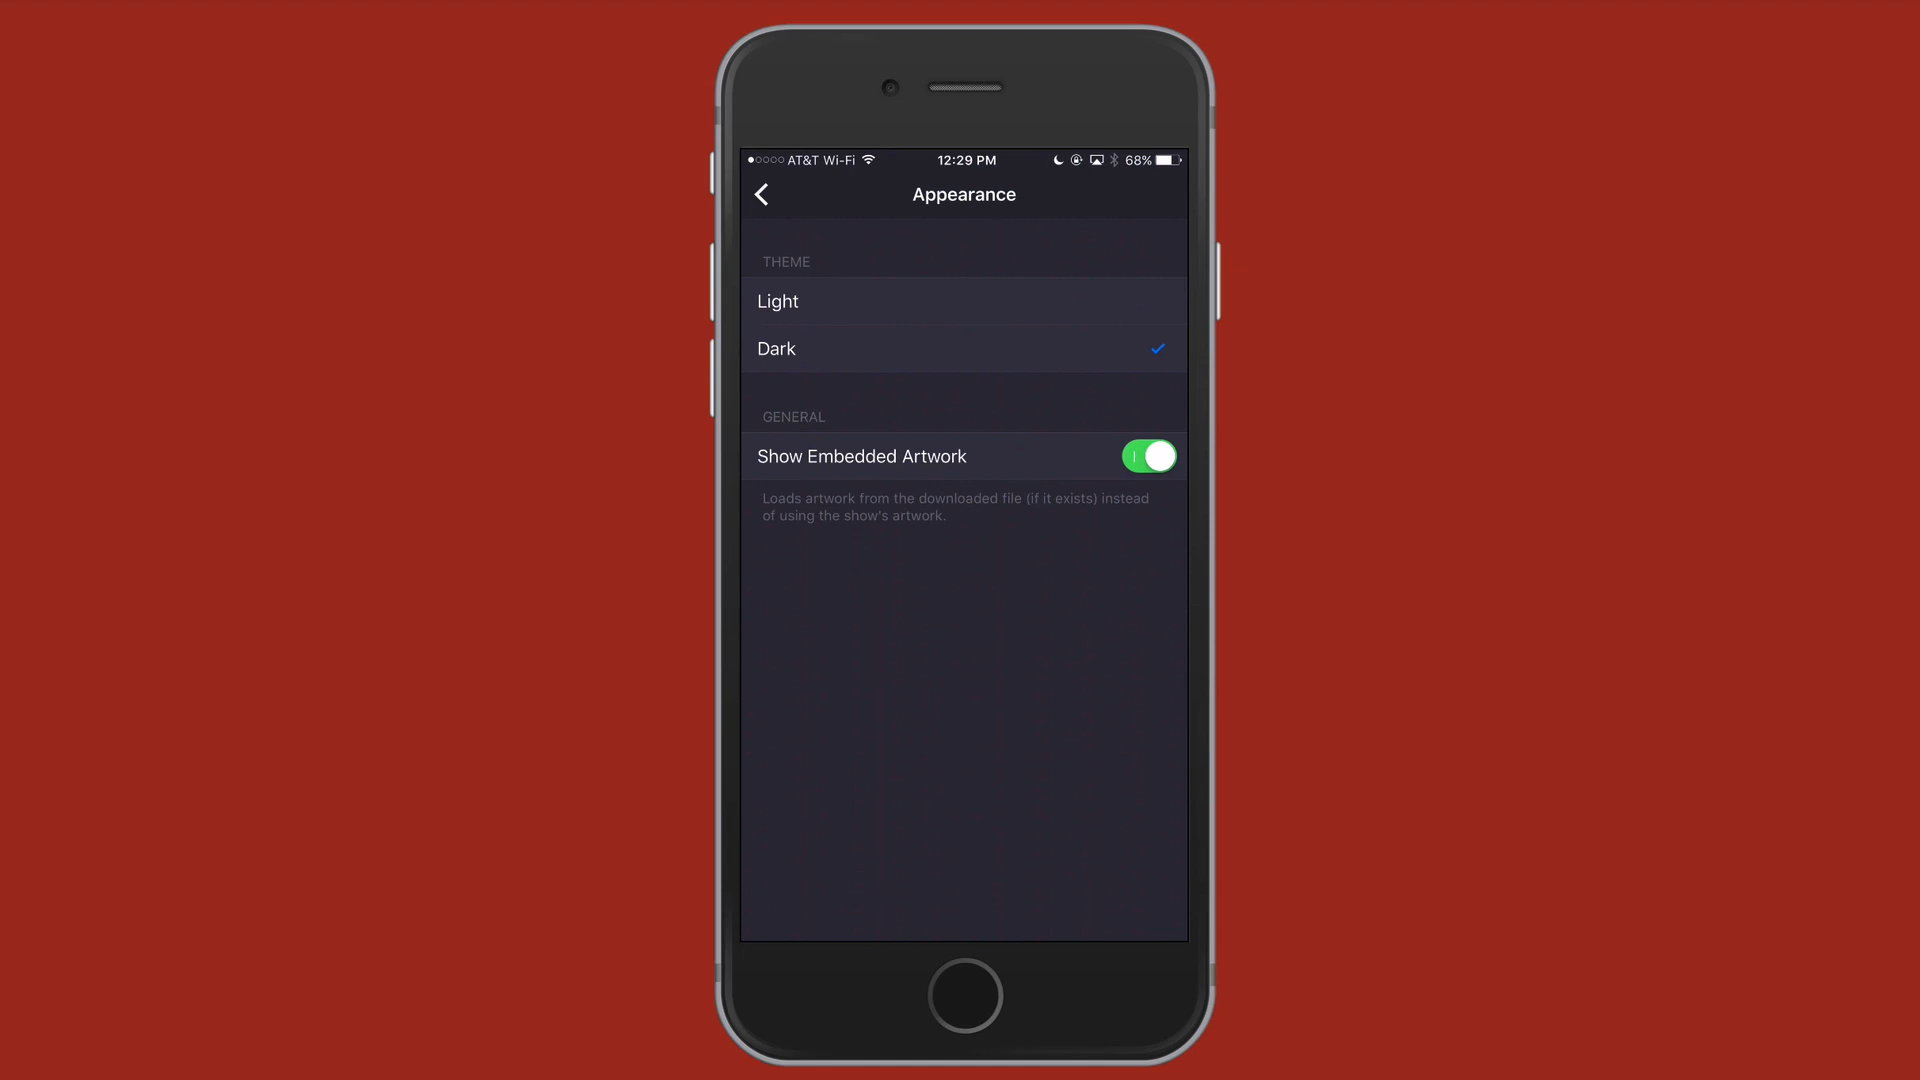 AT&T Wi-Fi 12:29 PM 68%
Appearance
THEME
Light
Dark
GENERAL
Show Embedded Artwork
Loads artwork from the downloaded file (if it exists) instead
of using the show's artwork.